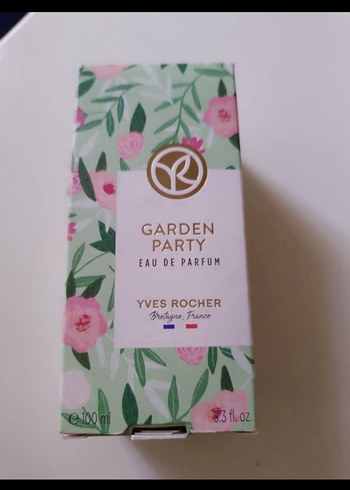 GARDEN
PARTY
EAU DE PARFUM
YVES ROCHER
Bretagne, France
℮ 100 ml
3.3 fl. oz.